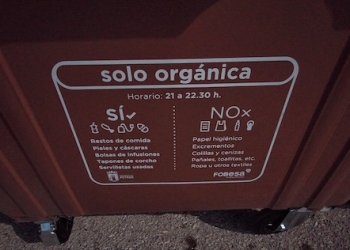 solo orgánica
Horario: 21 a 22.30 h.
SÍ✓
Restos de comida
Pieles y cáscaras
Bolsas de infusiones
Tapones de corcho
Servilletas usadas
NO×
Papel higiénico
Excrementos
Colillas y cenizas
Pañales, toallitas, etc.
Ropa u otros textiles
FOBESA